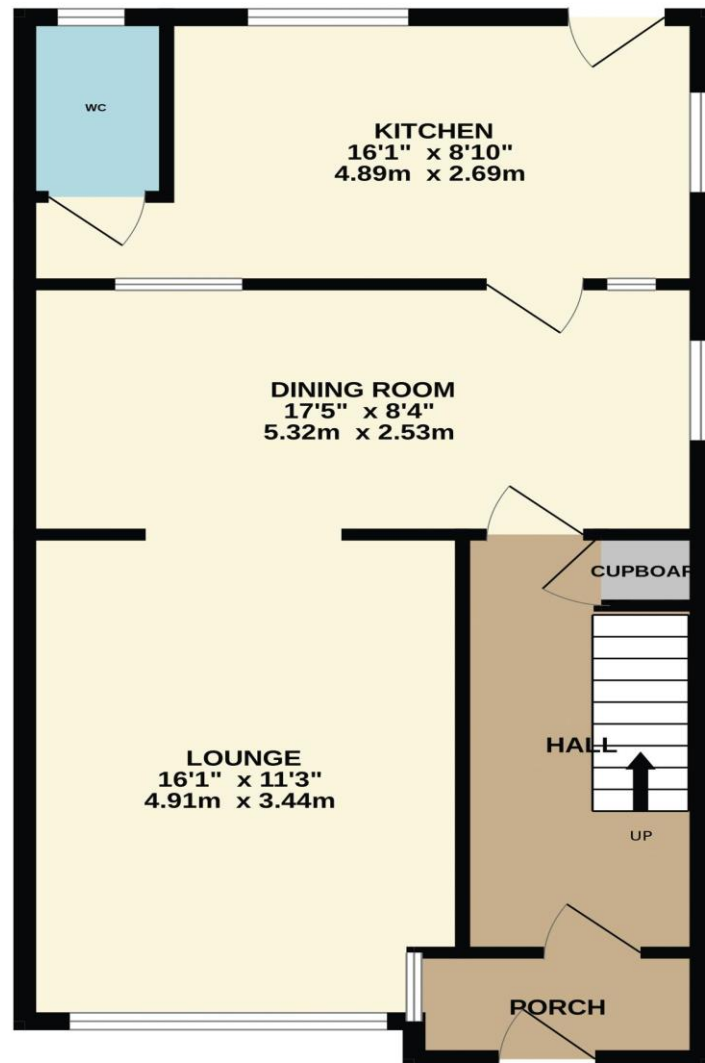 WC
KITCHEN
16'1" x 8'10"
4.89m x 2.69m
DINING ROOM
17'5" x 8'4"
5.32m x 2.53m
CUPBOAR
LOUNGE
16'1" x 11'3"
4.91m x 3.44m
HALL
UP
PORCH